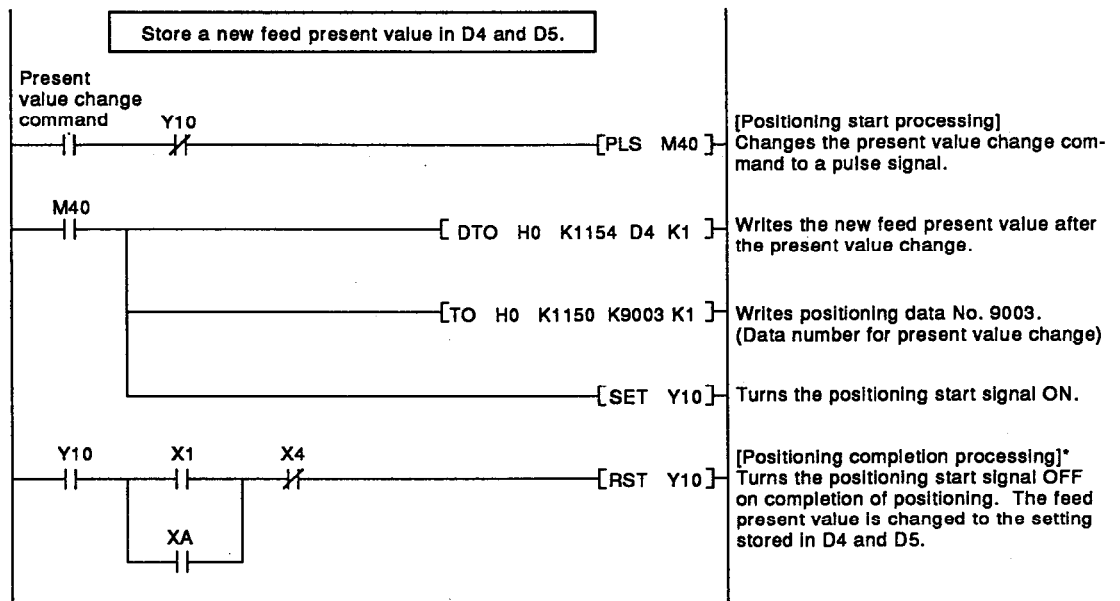 Store a new feed present value in D4 and D5.
Present
value change
command
Y10
[PLS M40]
[Positioning start processing]
Changes the present value change com-
mand to a pulse signal.
M40
[DTO H0 K1154 D4 K1]
Writes the new feed present value after
the present value change.
[TO H0 K1150 K9003 K1]
Writes positioning data No. 9003.
(Data number for present value change)
[SET Y10]
Turns the positioning start signal ON.
Y10 X1 X4
[RST Y10]
XA
[Positioning completion processing]*
Turns the positioning start signal OFF
on completion of positioning. The feed
present value is changed to the setting
stored in D4 and D5.